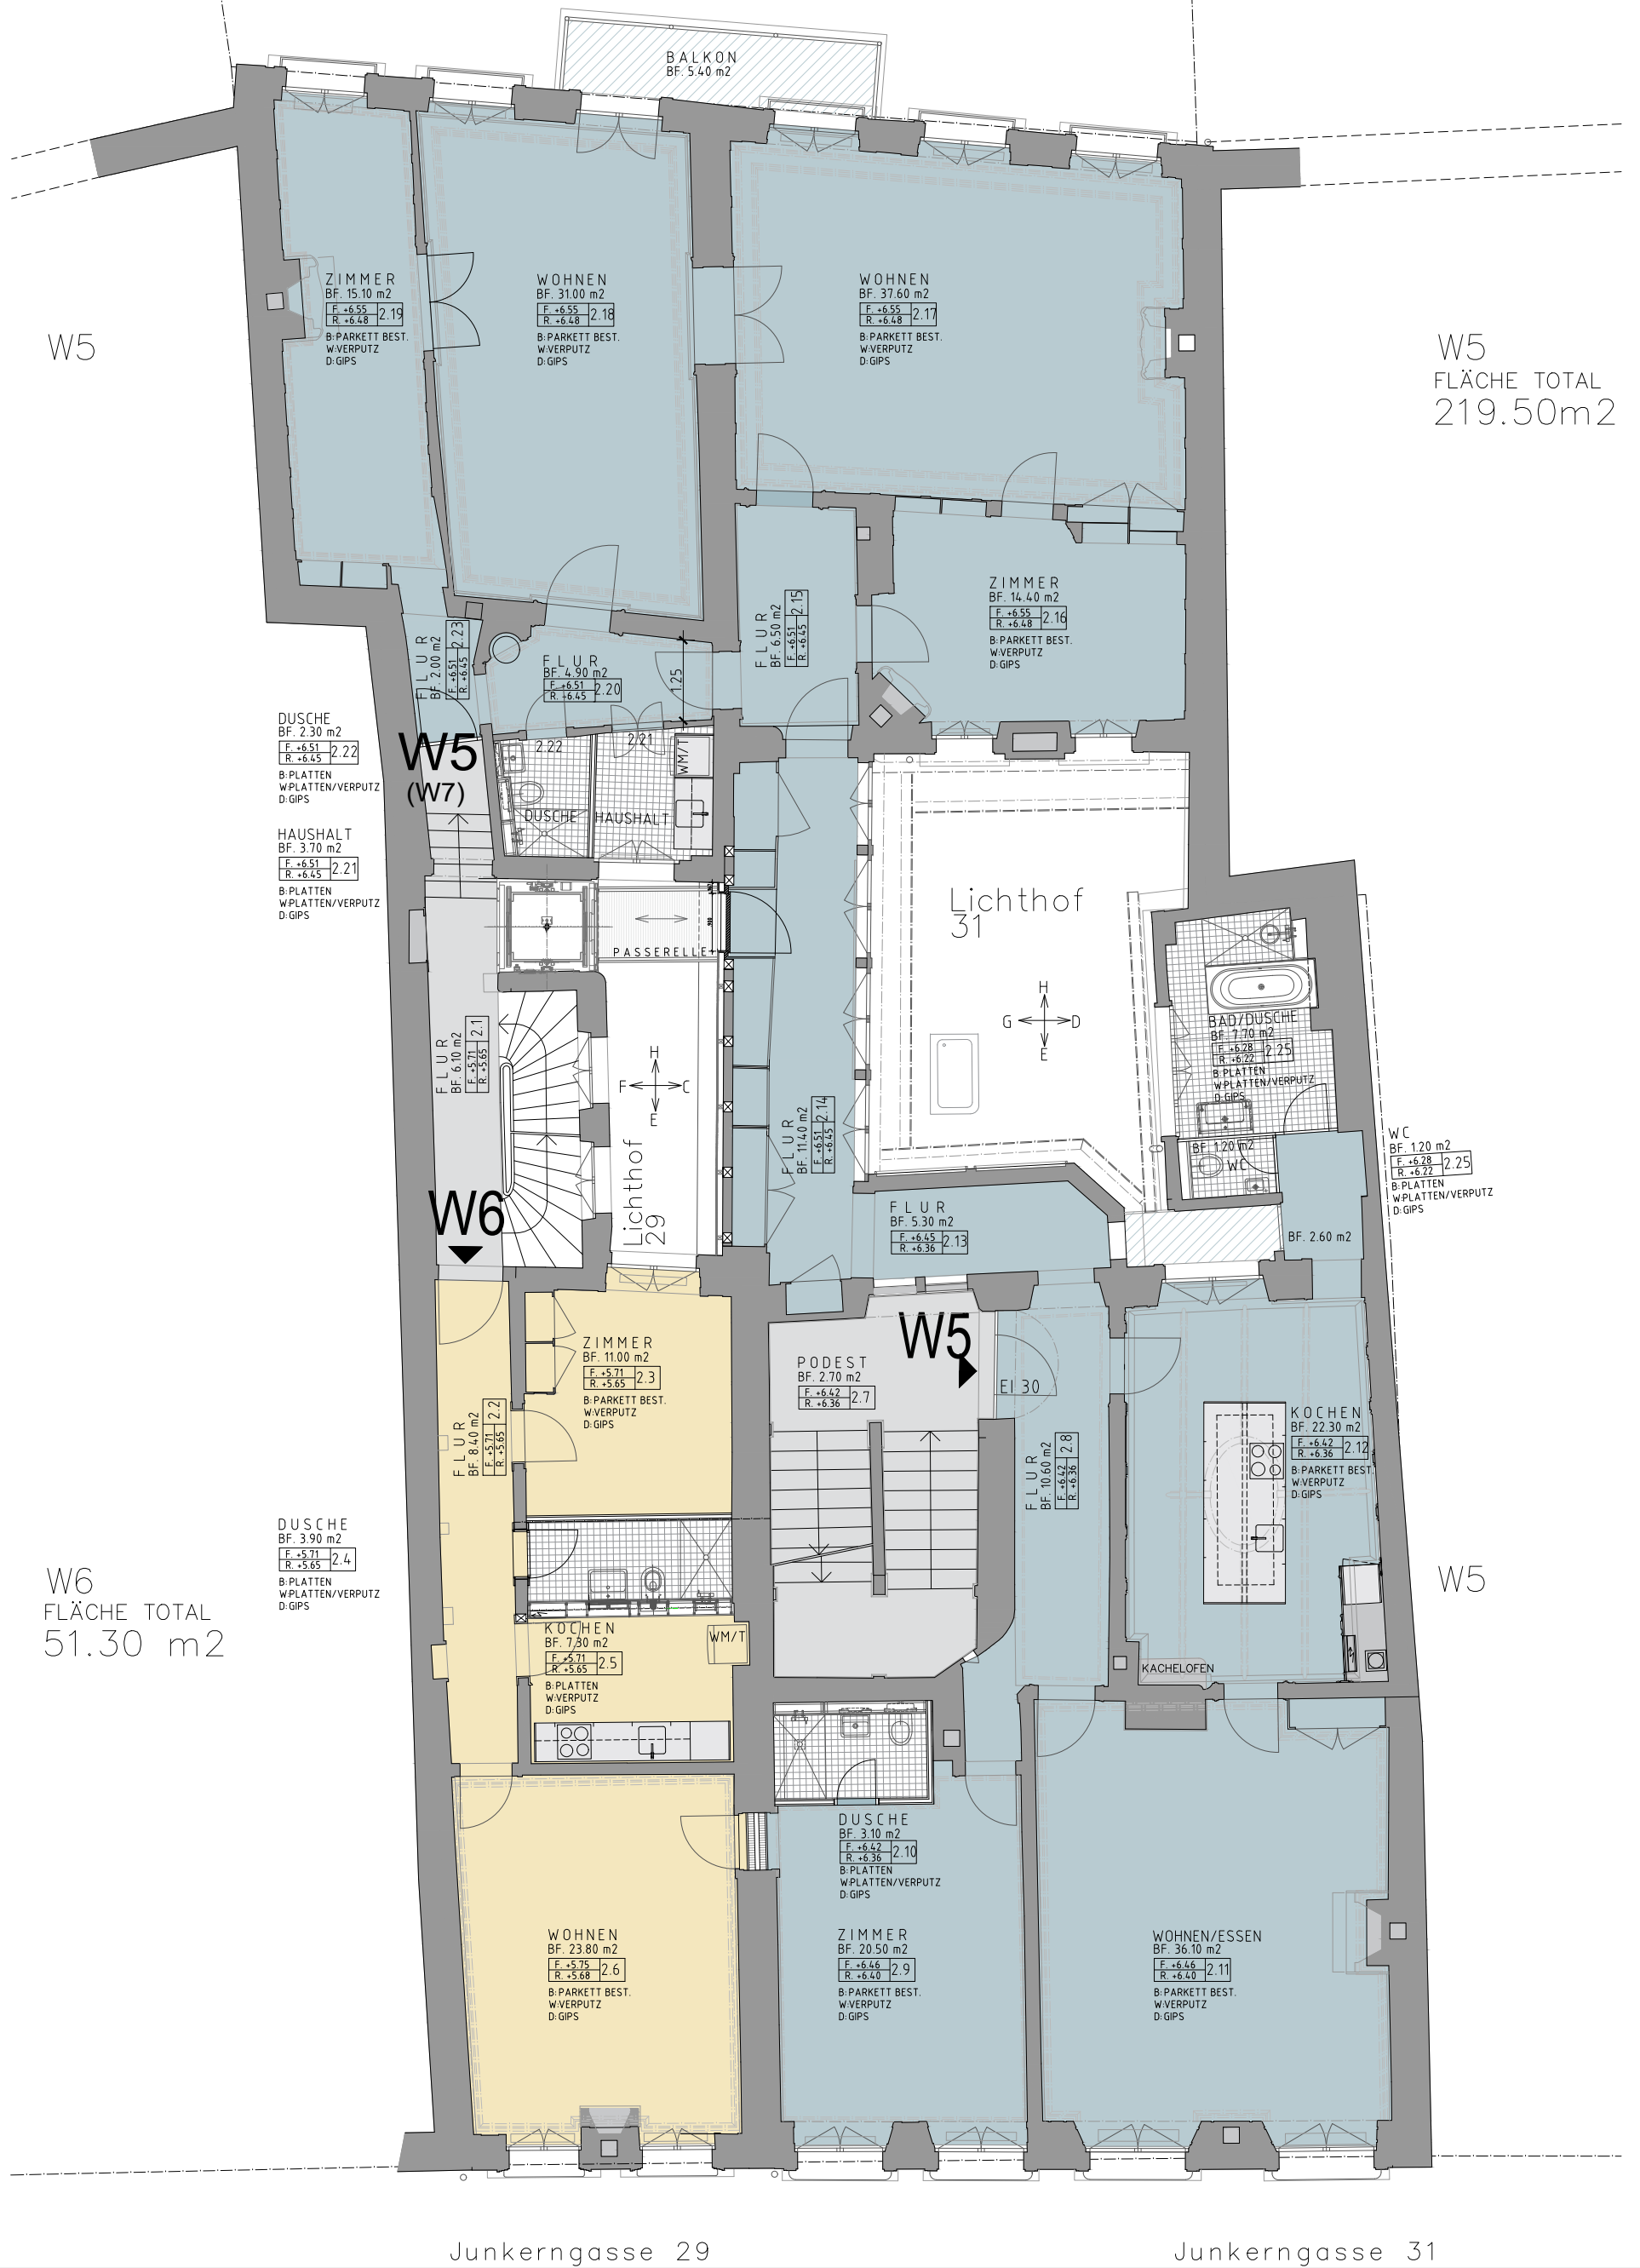 BALKON
BF. 5.40 m2
ZIMMER
BF. 15.10 m2
F. +6.55
R. +6.48
2.19
B:PARKETT BEST.
W:VERPUTZ
D:GIPS
WOHNEN
BF. 31.00 m2
F. +6.55
R. +6.48
2.18
B:PARKETT BEST.
W:VERPUTZ
D:GIPS
WOHNEN
BF. 37.60 m2
F. +6.55
R. +6.48
2.17
B:PARKETT BEST.
W:VERPUTZ
D:GIPS
W5
W5
FLÄCHE TOTAL
219.50m2
ZIMMER
BF. 14.40 m2
F. +6.55
R. +6.48
2.16
B:PARKETT BEST.
W:VERPUTZ
D:GIPS
FLUR
BF. 6.50 m2
F. +6.51
R. +6.45
2.15
FLUR
BF. 2.00 m2
F. +6.51
R. +6.45
2.23
FLUR
BF. 4.90 m2
F. +6.51
R. +6.45
2.20
1.25
DUSCHE
BF. 2.30 m2
F. +6.51
R. +6.45
2.22
B:PLATTEN
W:PLATTEN/VERPUTZ
D:GIPS
W5
(W7)
2.22
2.21
WM/T
DUSCHE
HAUSHALT
HAUSHALT
BF. 3.70 m2
F. +6.51
R. +6.45
2.21
B:PLATTEN
W:PLATTEN/VERPUTZ
D:GIPS
Lichthof
31
PASSERELLE
H
G
D
E
BAD/DUSCHE
BF. 7.70 m2
F. +6.28
R. +6.22
2.25
B:PLATTEN
W:PLATTEN/VERPUTZ
D:GIPS
FLUR
BF. 6.10 m2
F. +5.71
R. +5.65
2.1
H
F
C
E
Lichthof
29
FLUR
BF. 11.40 m2
F. +6.51
R. +6.45
2.14
BF. 1.20 m2
WC
WC
BF. 1.20 m2
F. +6.28
R. +6.22
2.25
B:PLATTEN
W:PLATTEN/VERPUTZ
D:GIPS
W6
FLUR
BF. 5.30 m2
F. +6.45
R. +6.36
2.13
BF. 2.60 m2
W5
EI 30
ZIMMER
BF. 11.00 m2
F. +5.71
R. +5.65
2.3
B:PARKETT BEST.
W:VERPUTZ
D:GIPS
PODEST
BF. 2.70 m2
F. +6.42
R. +6.36
2.7
FLUR
BF. 8.40 m2
F. +5.71
R. +5.65
2.2
FLUR
BF. 10.60 m2
F. +6.42
R. +6.36
2.8
KOCHEN
BF. 22.30 m2
F. +6.42
R. +6.36
2.12
B:PARKETT BEST.
W:VERPUTZ
D:GIPS
DUSCHE
BF. 3.90 m2
F. +5.71
R. +5.65
2.4
B:PLATTEN
W:PLATTEN/VERPUTZ
D:GIPS
W6
FLÄCHE TOTAL
51.30 m2
W5
KOCHEN
BF. 7.30 m2
F. +5.71
R. +5.65
2.5
B:PLATTEN
W:VERPUTZ
D:GIPS
WM/T
KACHELOFEN
DUSCHE
BF. 3.10 m2
F. +6.42
R. +6.36
2.10
B:PLATTEN
W:PLATTEN/VERPUTZ
D:GIPS
WOHNEN
BF. 23.80 m2
F. +5.75
R. +5.68
2.6
B:PARKETT BEST.
W:VERPUTZ
D:GIPS
ZIMMER
BF. 20.50 m2
F. +6.46
R. +6.40
2.9
B:PARKETT BEST.
W:VERPUTZ
D:GIPS
WOHNEN/ESSEN
BF. 36.10 m2
F. +6.46
R. +6.40
2.11
B:PARKETT BEST.
W:VERPUTZ
D:GIPS
Junkerngasse 29
Junkerngasse 31